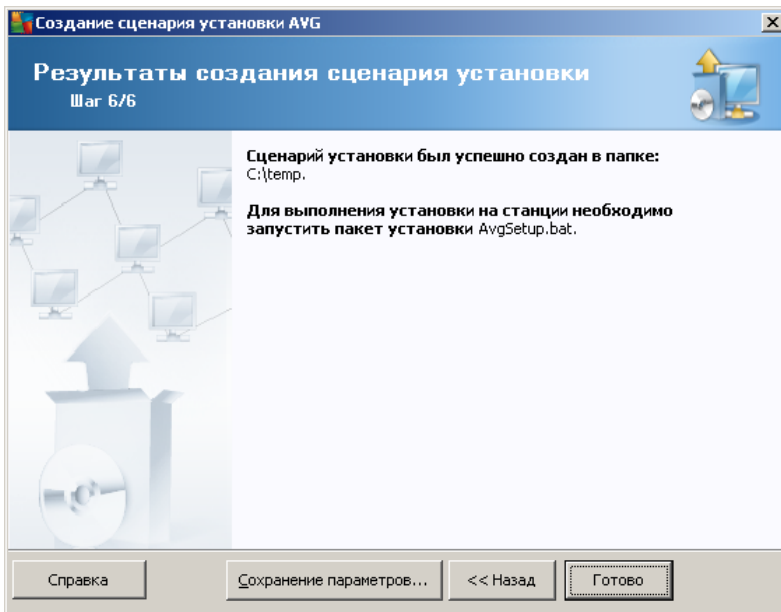 Создание сценария установки AVG
Результаты создания сценария установки
Шаг 6/6
Сценарий установки был успешно создан в папке:
C:\temp.
Для выполнения установки на станции необходимо
запустить пакет установки AvgSetup.bat.
Справка
Сохранение параметров...
<< Назад
Готово